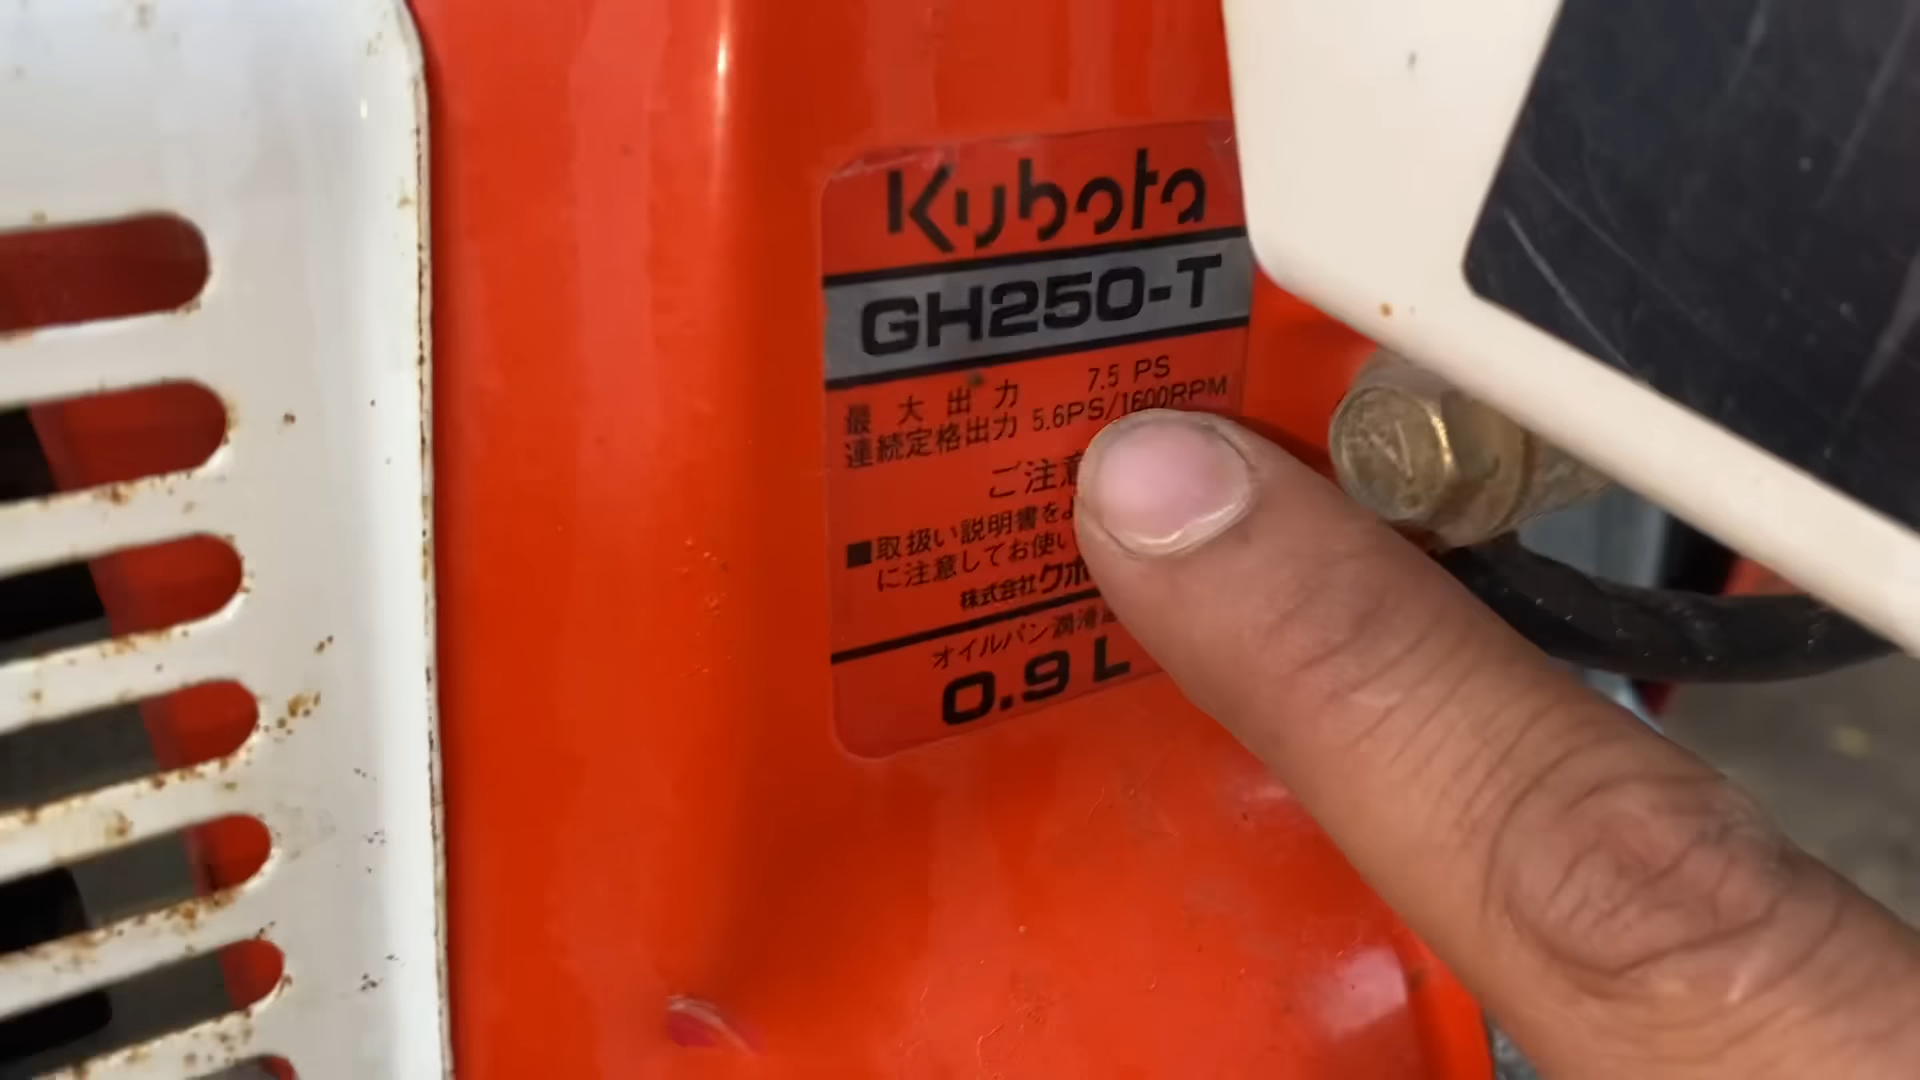 Kubota
GH250-T
最大出力 7.5 PS
連続定格出力 5.6PS/1600RPM
ご注意
■取扱い説明書をよ
に注意してお使い
株式会社クボ
オイルパン潤滑
0.9 L